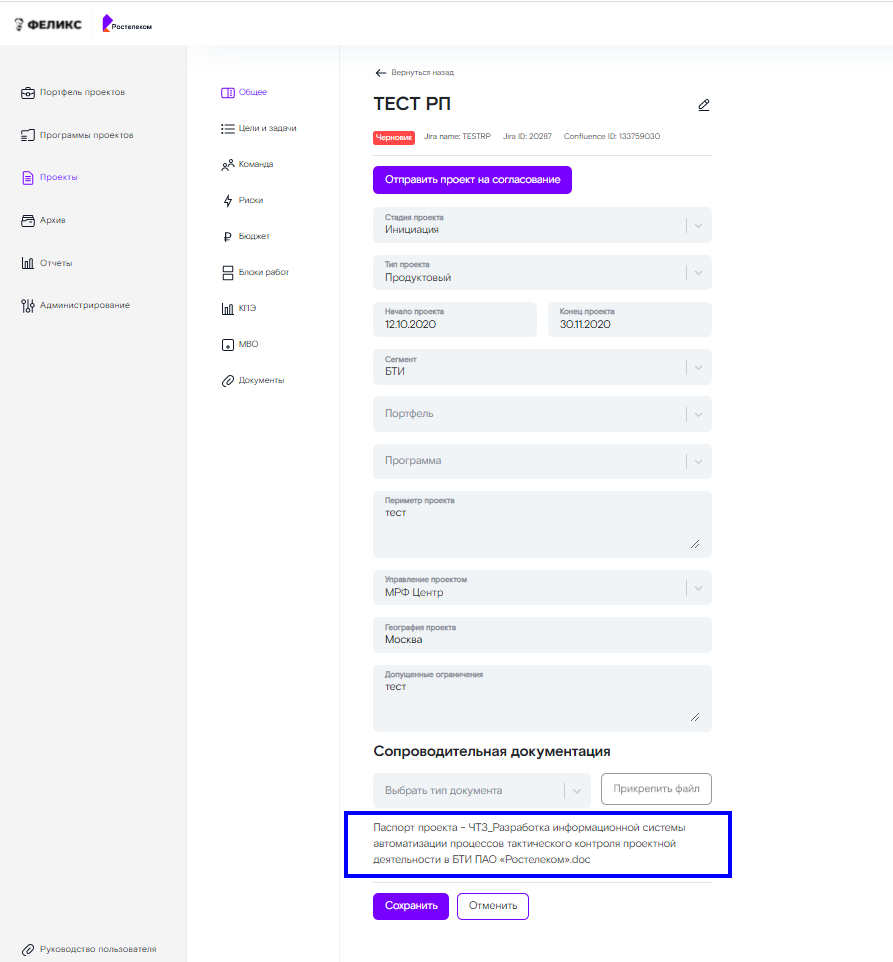 ФЕЛИКС
Ростелеком
Портфель проектов
Программы проектов
Проекты
Архив
Отчеты
Администрирование
Руководство пользователя
Общее
Цели и задачи
Команда
Риски
Бюджет
Блоки работ
КПЭ
МВО
Документы
Вернуться назад
ТЕСТ РП
Черновик Jira name: TESTRP Jira ID: 20287 Confluence ID: 133759030
Отправить проект на согласование
Стадия проекта
Инициация
Тип проекта
Продуктовый
Начало проекта
12.10.2020
Конец проекта
30.11.2020
Сегмент
БТИ
Портфель
Программа
Периметр проекта
тест
Управление проектом
МРФ Центр
География проекта
Москва
Допущенные ограничения
тест
Сопроводительная документация
Выбрать тип документа
Прикрепить файл
Паспорт проекта - ЧТЗ_Разработка информационной системы
автоматизации процессов тактического контроля проектной
деятельности в БТИ ПАО «Ростелеком».doc
Сохранить
Отменить